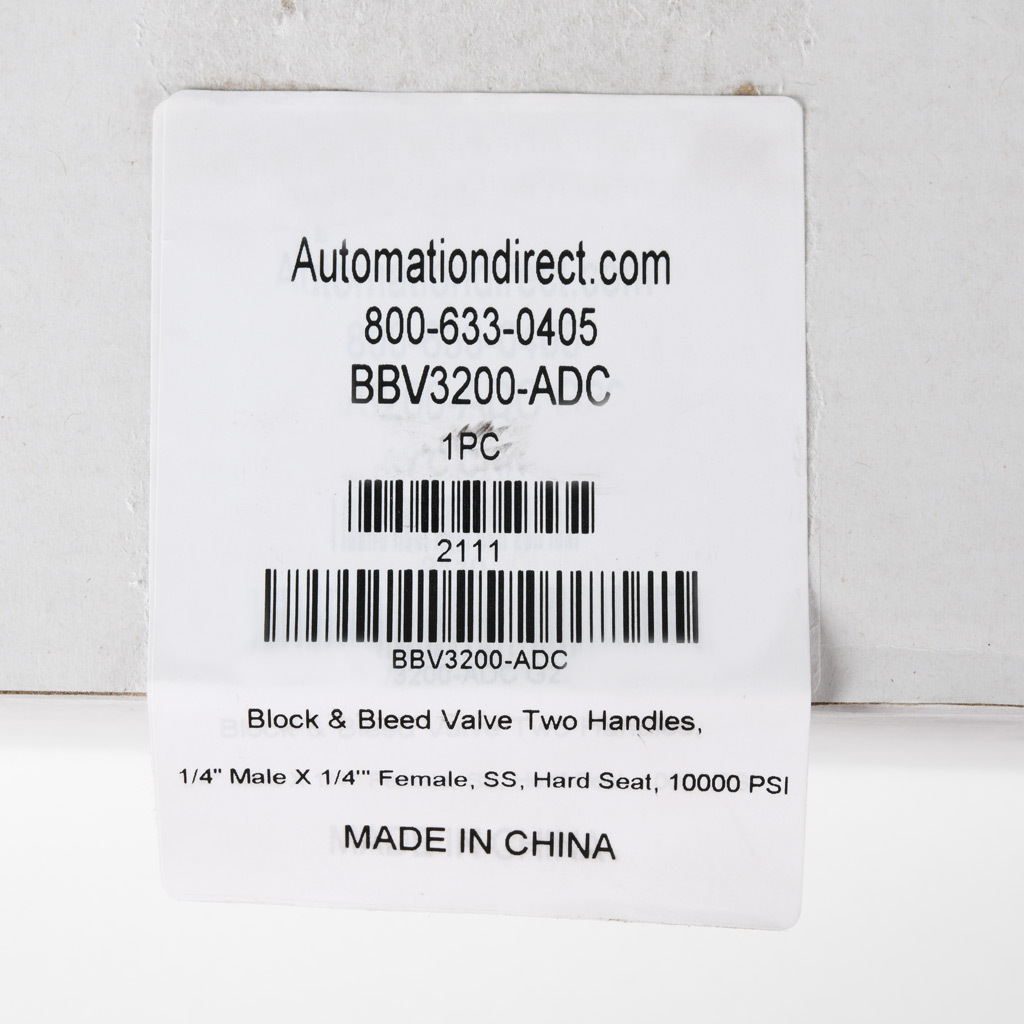 Automationdirect.com
800-633-0405
BBV3200-ADC
1PC
2111
BBV3200-ADC
Block & Bleed Valve Two Handles,
1/4" Male X 1/4'" Female, SS, Hard Seat, 10000 PSI
MADE IN CHINA